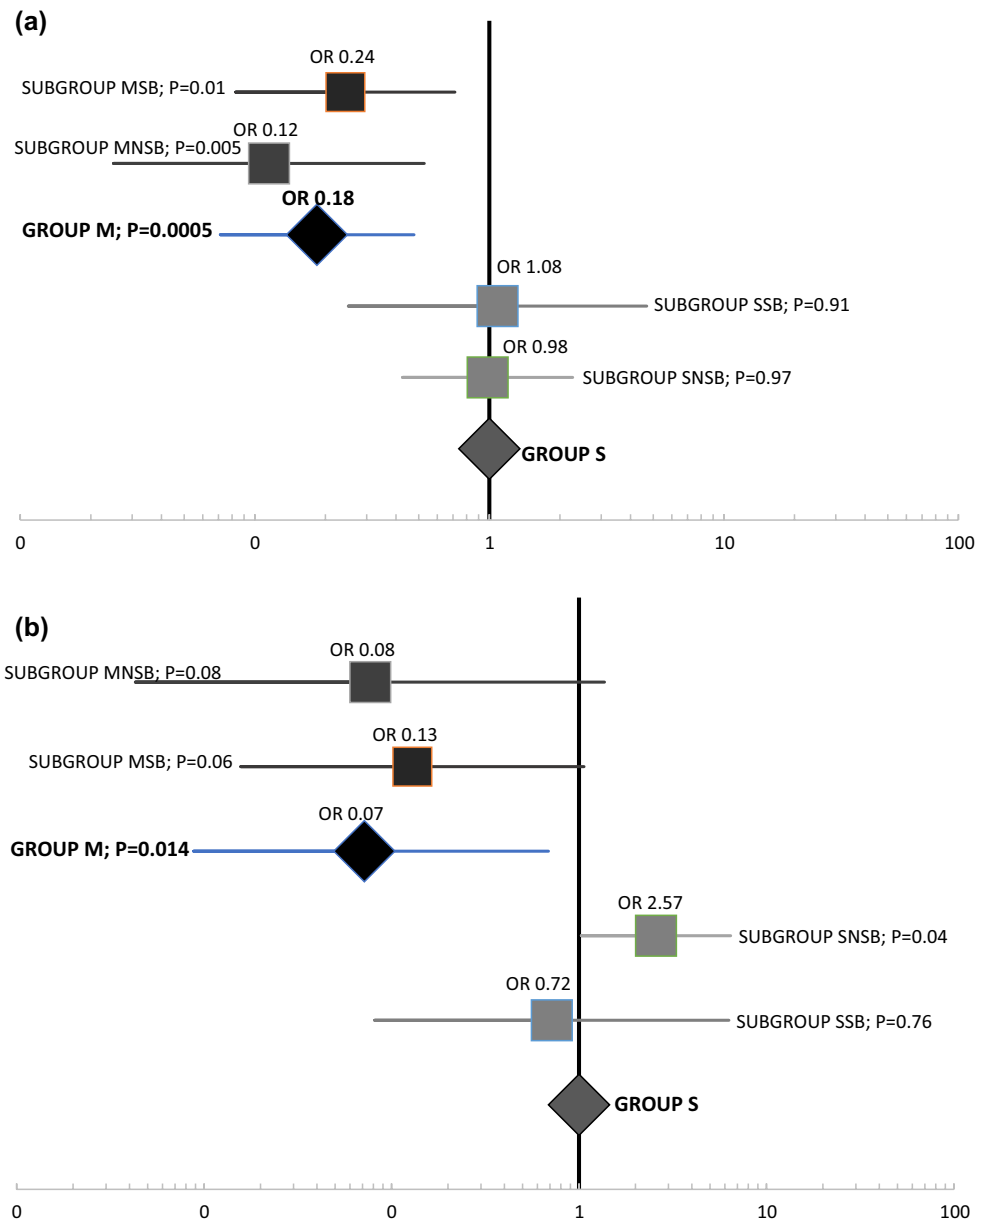 (a)
OR 0.24
SUBGROUP MSB; P=0.01
OR 0.12
SUBGROUP MNSB; P=0.005
OR 0.18
GROUP M; P=0.0005
OR 1.08
SUBGROUP SSB; P=0.91
OR 0.98
SUBGROUP SNSB; P=0.97
GROUP S
0 0 1 10 100
(b)
OR 0.08
SUBGROUP MNSB; P=0.08
OR 0.13
SUBGROUP MSB; P=0.06
OR 0.07
GROUP M; P=0.014
OR 2.57
SUBGROUP SNSB; P=0.04
OR 0.72
SUBGROUP SSB; P=0.76
GROUP S
0 0 0 1 10 100